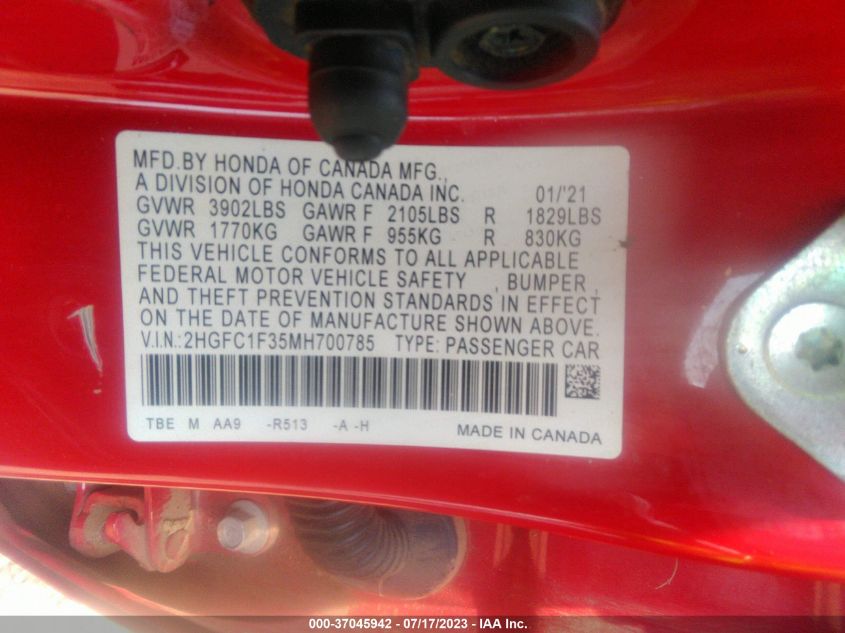 MFD.BY HONDA OF CANADA MFG.,
A DIVISION OF HONDA CANADA INC. 01/'21
GVWR 3902LBS GAWR F 2105LBS R 1829LBS
GVWR 1770KG GAWR F 955KG R 830KG
THIS VEHICLE CONFORMS TO ALL APPLICABLE
FEDERAL MOTOR VEHICLE SAFETY , BUMPER ,
AND THEFT PREVENTION STANDARDS IN EFFECT
ON THE DATE OF MANUFACTURE SHOWN ABOVE.
V.I.N.:2HGFC1F35MH700785 TYPE: PASSENGER CAR
TBE M AA9 -R513 -A -H MADE IN CANADA
000-37045942 - 07/17/2023 - IAA Inc.